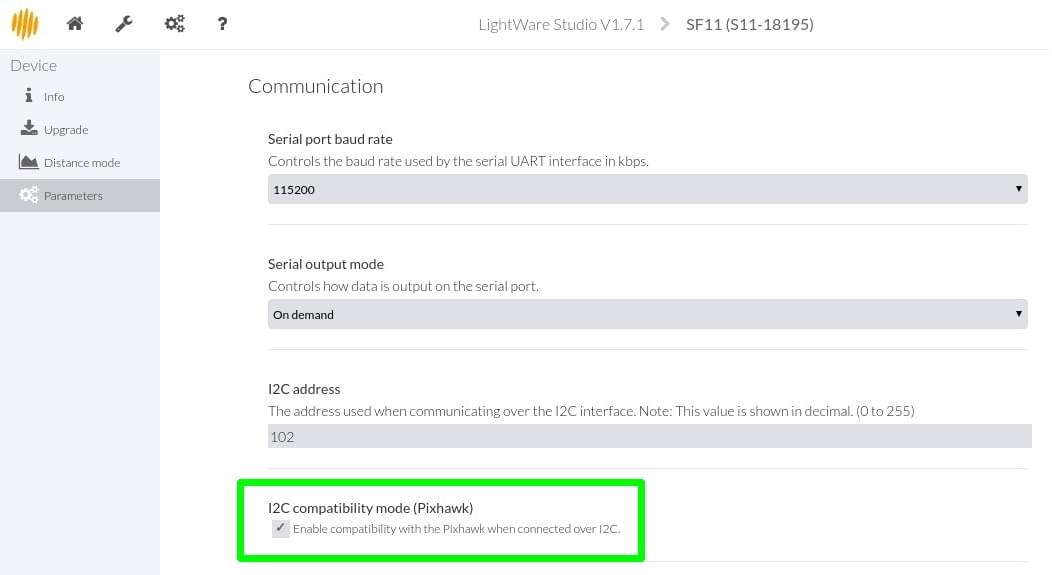 LightWare Studio V1.7.1 > SF11 (S11-18195)
Device
Info
Upgrade
Distance mode
Parameters
Communication
Serial port baud rate
Controls the baud rate used by the serial UART interface in kbps.
115200
Serial output mode
Controls how data is output on the serial port.
On demand
I2C address
The address used when communicating over the I2C interface. Note: This value is shown in decimal. (0 to 255)
102
I2C compatibility mode (Pixhawk)
Enable compatibility with the Pixhawk when connected over I2C.